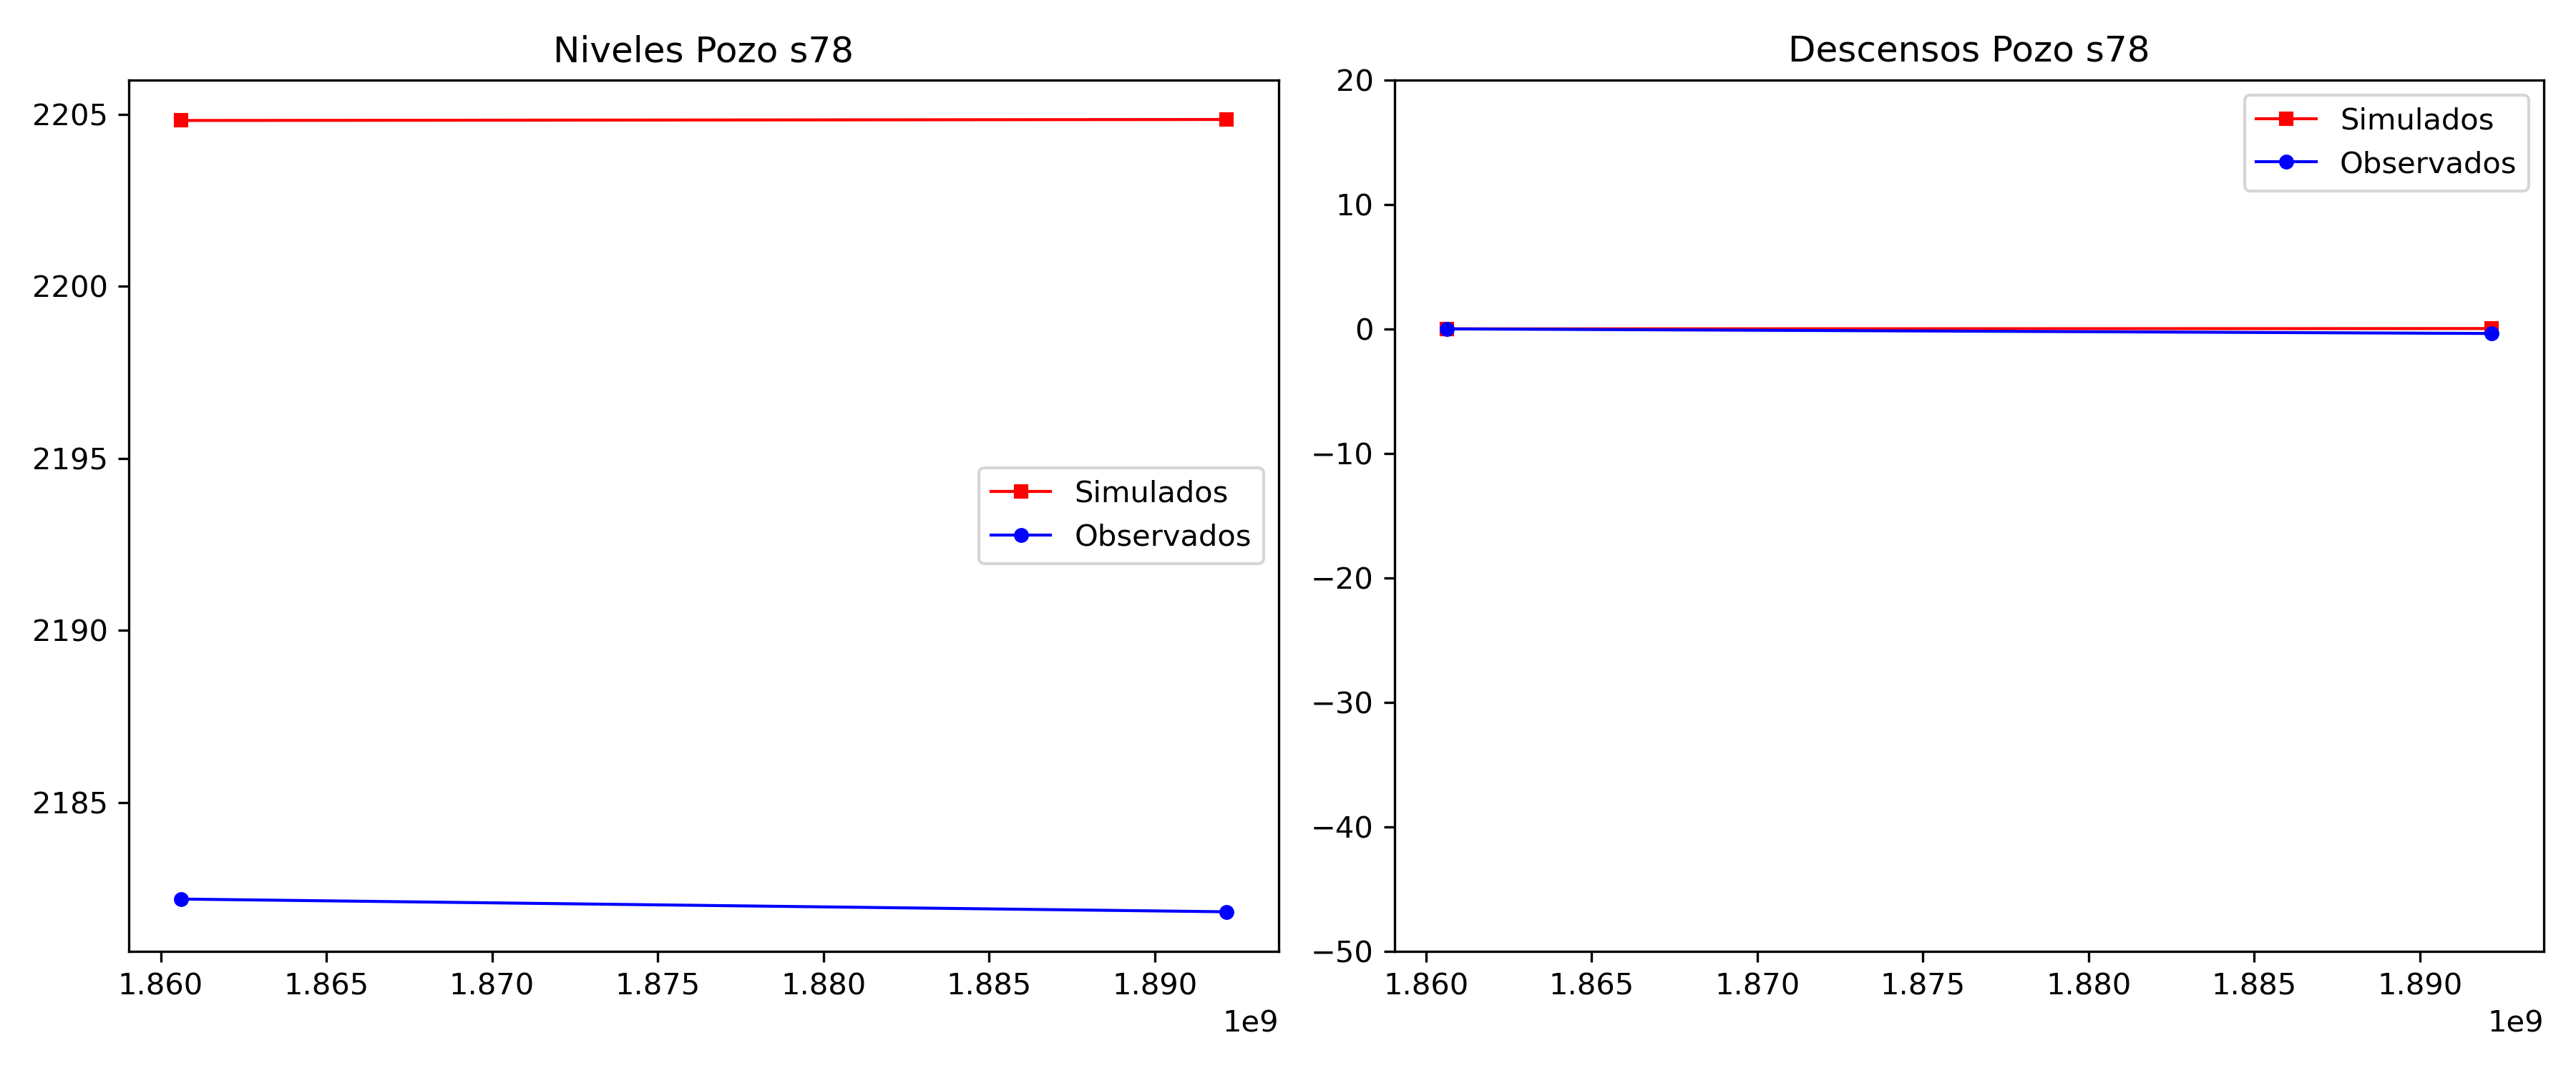 Niveles Pozo s78
2205
2200
2195
2190
2185
Simulados
Observados
1.860 1.865 1.870 1.875 1.880 1.885 1.890
1e9
Descensos Pozo s78
20
10
0
−10
−20
−30
−40
−50
Simulados
Observados
1.860 1.865 1.870 1.875 1.880 1.885 1.890
1e9